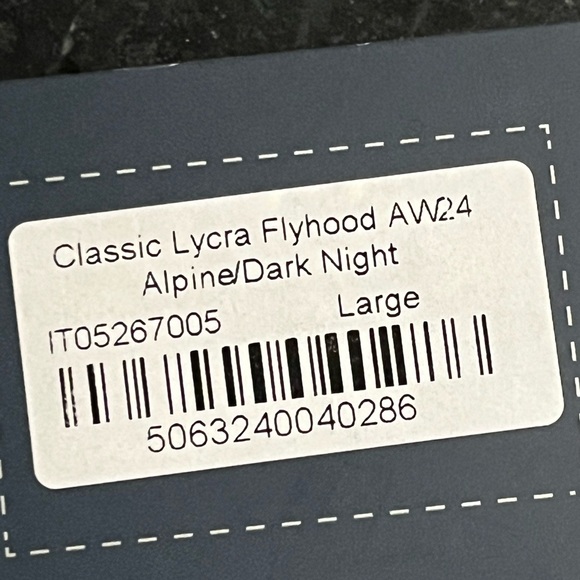 Classic Lycra Flyhood AW24
Alpine/Dark Night
IT05267005 Large
5063240040286